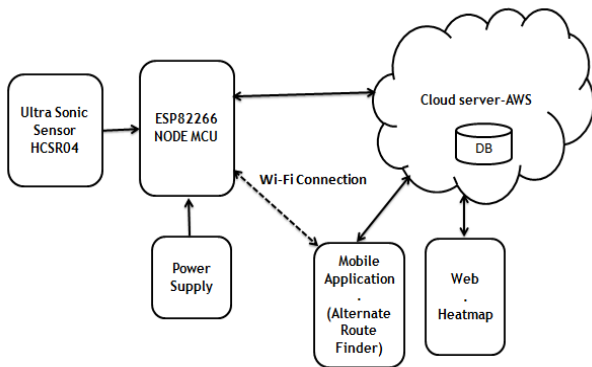 Ultra Sonic
Sensor
HCSR04
ESP82266
NODE MCU
Cloud server-AWS
DB
Wi-Fi Connection
Power
Supply
Mobile
Application
.
(Alternate
Route
Finder)
Web
.
Heatmap